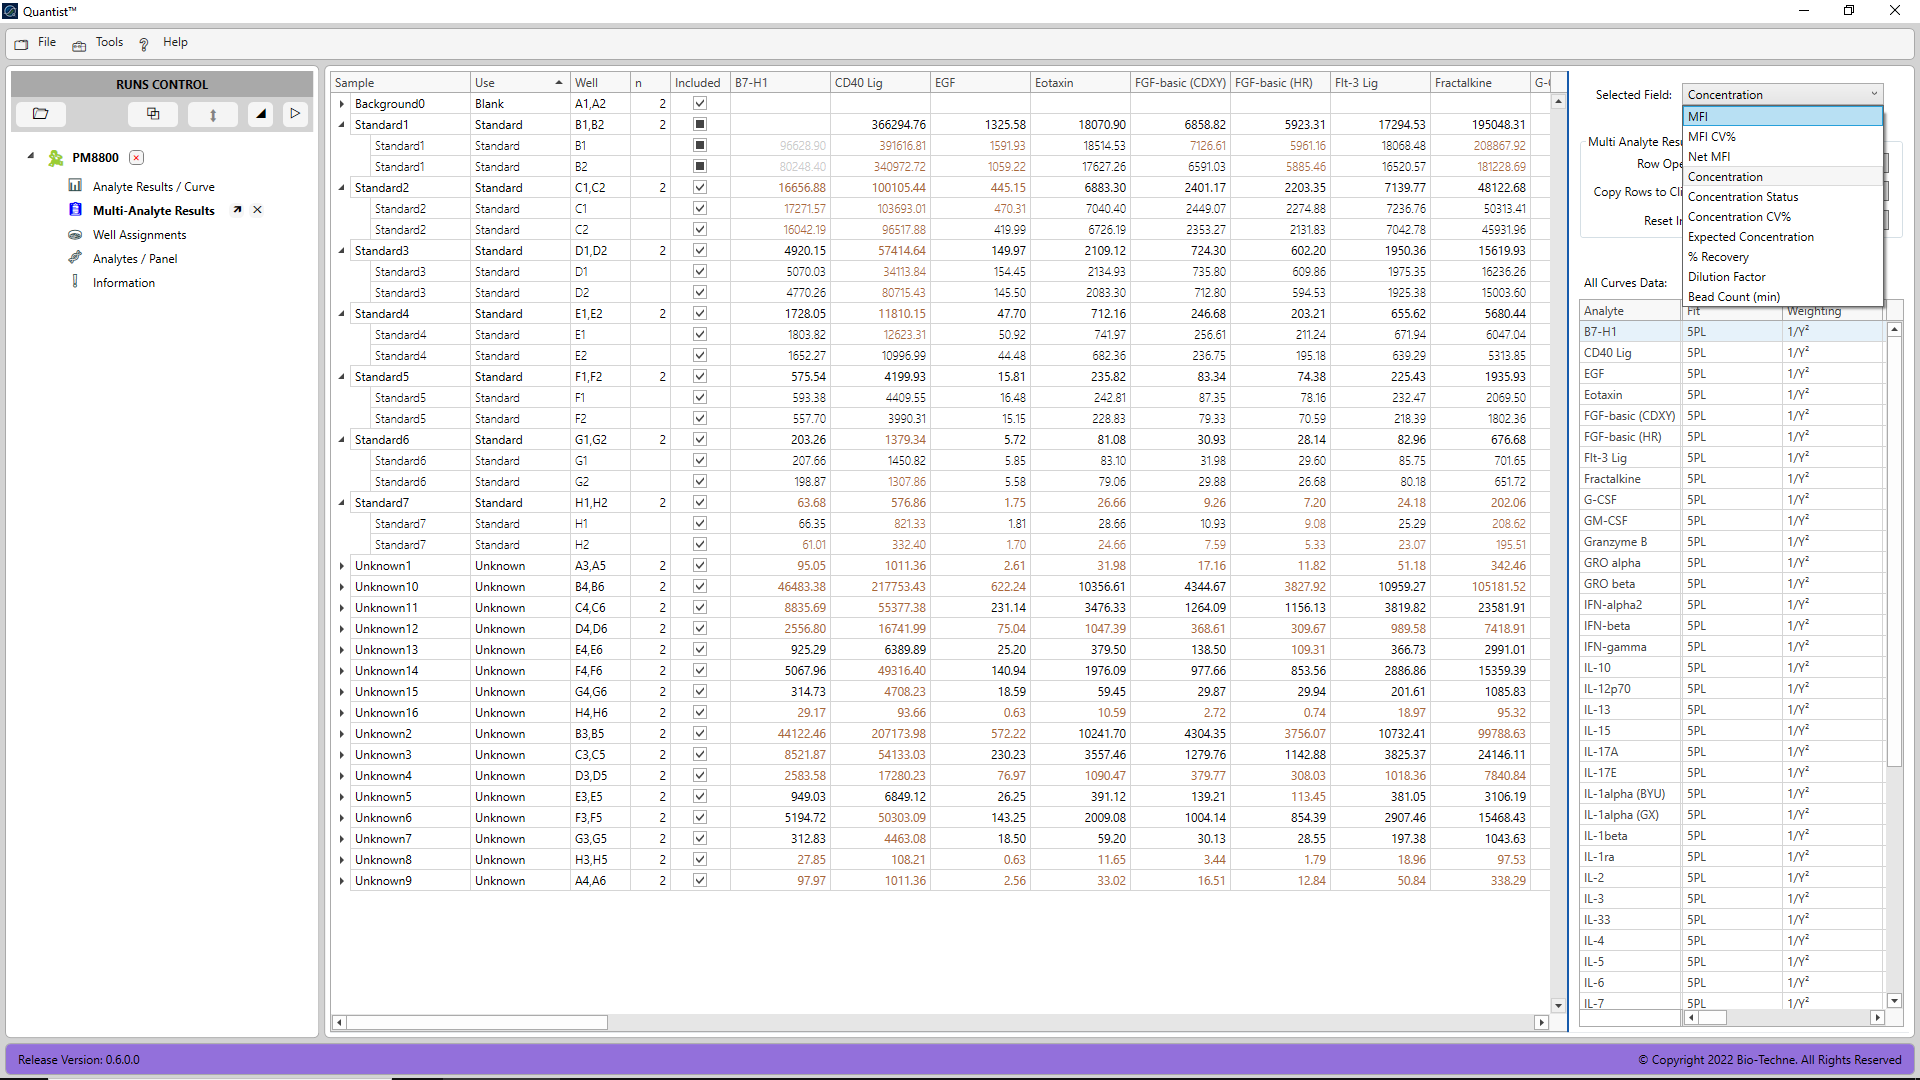 Quantist™
File Tools Help
RUNS CONTROL
PM8800
Analyte Results / Curve
Multi-Analyte Results
Well Assignments
Analytes / Panel
Information
Sample Use Well n Included B7-H1 CD40 Lig EGF Eotaxin FGF-basic (CDXY) FGF-basic (HR) Flt-3 Lig Fractalkine
Background0 Blank A1,A2 2
Standard1 Standard B1,B2 2 366294.76 1325.58 18070.90 6858.82 5923.31 17294.53 195048.31
Standard1 Standard B1 96628.90 391616.81 1591.93 18514.53 7126.61 5961.16 18068.48 208867.92
Standard1 Standard B2 80248.40 340972.72 1059.22 17627.26 6591.03 5885.46 16520.57 181228.69
Standard2 Standard C1,C2 2 16656.88 100105.44 445.15 6883.30 2401.17 2203.35 7139.77 48122.68
Standard2 Standard C1 17271.57 103693.01 470.31 7040.40 2449.07 2274.88 7236.76 50313.41
Standard2 Standard C2 16042.19 96517.88 419.99 6726.19 2353.27 2131.83 7042.78 45931.96
Standard3 Standard D1,D2 2 4920.15 57414.64 149.97 2109.12 724.30 602.20 1950.36 15619.93
Standard3 Standard D1 5070.03 34113.84 154.45 2134.93 735.80 609.86 1975.35 16236.26
Standard3 Standard D2 4770.26 80715.43 145.50 2083.30 712.80 594.53 1925.38 15003.60
Standard4 Standard E1,E2 2 1728.05 11810.15 47.70 712.16 246.68 203.21 655.62 5680.44
Standard4 Standard E1 1803.82 12623.31 50.92 741.97 256.61 211.24 671.94 6047.04
Standard4 Standard E2 1652.27 10996.99 44.48 682.36 236.75 195.18 639.29 5313.85
Standard5 Standard F1,F2 2 575.54 4199.93 15.81 235.82 83.34 74.38 225.43 1935.93
Standard5 Standard F1 593.38 4409.55 16.48 242.81 87.35 78.16 232.47 2069.50
Standard5 Standard F2 557.70 3990.31 15.15 228.83 79.33 70.59 218.39 1802.36
Standard6 Standard G1,G2 2 203.26 1379.34 5.72 81.08 30.93 28.14 82.96 676.68
Standard6 Standard G1 207.66 1450.82 5.85 83.10 31.98 29.60 85.75 701.65
Standard6 Standard G2 198.87 1307.86 5.58 79.06 29.88 26.68 80.18 651.72
Standard7 Standard H1,H2 2 63.68 576.86 1.75 26.66 9.26 7.20 24.18 202.06
Standard7 Standard H1 66.35 821.33 1.81 28.66 10.93 9.08 25.29 208.62
Standard7 Standard H2 61.01 332.40 1.70 24.66 7.59 5.33 23.07 195.51
Unknown1 Unknown A3,A5 2 95.05 1011.36 2.61 31.98 17.16 11.82 51.18 342.46
Unknown10 Unknown B4,B6 2 46483.38 217753.43 622.24 10356.61 4344.67 3827.92 10959.27 105181.52
Unknown11 Unknown C4,C6 2 8835.69 55377.38 231.14 3476.33 1264.09 1156.13 3819.82 23581.91
Unknown12 Unknown D4,D6 2 2556.80 16741.99 75.04 1047.39 368.61 309.67 989.58 7418.91
Unknown13 Unknown E4,E6 2 925.29 6389.89 25.20 379.50 138.50 109.31 366.73 2991.01
Unknown14 Unknown F4,F6 2 5067.96 49316.40 140.94 1976.09 977.66 853.56 2886.86 15359.39
Unknown15 Unknown G4,G6 2 314.73 4708.23 18.59 59.45 29.87 29.94 201.61 1085.83
Unknown16 Unknown H4,H6 2 29.17 93.66 0.63 10.59 2.72 0.74 18.97 95.32
Unknown2 Unknown B3,B5 2 44122.46 207173.98 572.22 10241.70 4304.35 3756.07 10732.41 99788.63
Unknown3 Unknown C3,C5 2 8521.87 54133.03 230.23 3557.46 1279.76 1142.88 3825.37 24146.11
Unknown4 Unknown D3,D5 2 2583.58 17280.23 76.97 1090.47 379.77 308.03 1018.36 7840.84
Unknown5 Unknown E3,E5 2 949.03 6849.12 26.25 391.12 139.21 113.45 381.05 3106.19
Unknown6 Unknown F3,F5 2 5194.72 50303.09 143.25 2009.08 1004.14 854.39 2907.46 15468.43
Unknown7 Unknown G3,G5 2 312.83 4463.08 18.50 59.20 30.13 28.55 197.38 1043.63
Unknown8 Unknown H3,H5 2 27.85 108.21 0.63 11.65 3.44 1.79 18.96 97.53
Unknown9 Unknown A4,A6 2 97.97 1011.36 2.56 33.02 16.51 12.84 50.84 338.29
Selected Field: Concentration
MFI
MFI CV%
Net MFI
Concentration
Concentration Status
Concentration CV%
Expected Concentration
% Recovery
Dilution Factor
Bead Count (min)
Multi Analyte
Row
Copy Rows to
Reset
All Curves Data:
Analyte Fit Weighting
B7-H1 5PL 1/Y²
CD40 Lig 5PL 1/Y²
EGF 5PL 1/Y²
Eotaxin 5PL 1/Y²
FGF-basic (CDXY) 5PL 1/Y²
FGF-basic (HR) 5PL 1/Y²
Flt-3 Lig 5PL 1/Y²
Fractalkine 5PL 1/Y²
G-CSF 5PL 1/Y²
GM-CSF 5PL 1/Y²
Granzyme B 5PL 1/Y²
GRO alpha 5PL 1/Y²
GRO beta 5PL 1/Y²
IFN-alpha2 5PL 1/Y²
IFN-beta 5PL 1/Y²
IFN-gamma 5PL 1/Y²
IL-10 5PL 1/Y²
IL-12p70 5PL 1/Y²
IL-13 5PL 1/Y²
IL-15 5PL 1/Y²
IL-17A 5PL 1/Y²
IL-17E 5PL 1/Y²
IL-1alpha (BYU) 5PL 1/Y²
IL-1alpha (GX) 5PL 1/Y²
IL-1beta 5PL 1/Y²
IL-1ra 5PL 1/Y²
IL-2 5PL 1/Y²
IL-3 5PL 1/Y²
IL-33 5PL 1/Y²
IL-4 5PL 1/Y²
IL-5 5PL 1/Y²
IL-6 5PL 1/Y²
IL-7 5PL 1/Y²
Release Version: 0.6.0.0
© Copyright 2022 Bio-Techne. All Rights Reserved